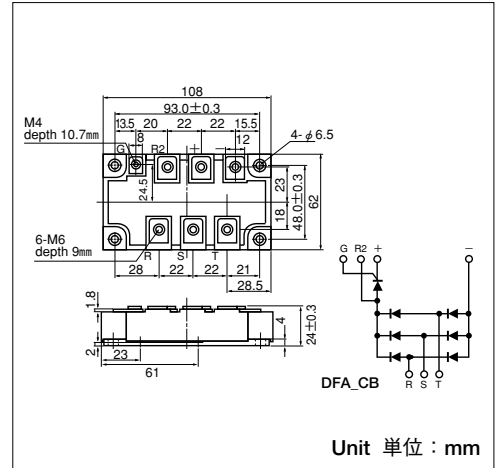 108
93.0±0.3
13.5 20 22 22 15.5
M4
depth 10.7mm
8
12
4-φ6.5
G R2 + −
24.5
23
18
48.0±0.3
62
6-M6
depth 9mm
R S T
28 22 22 21
28.5
1.8
2
23
61
4
24±0.3
G R2 + −
DFA_CB
R S T
Unit 単位：mm